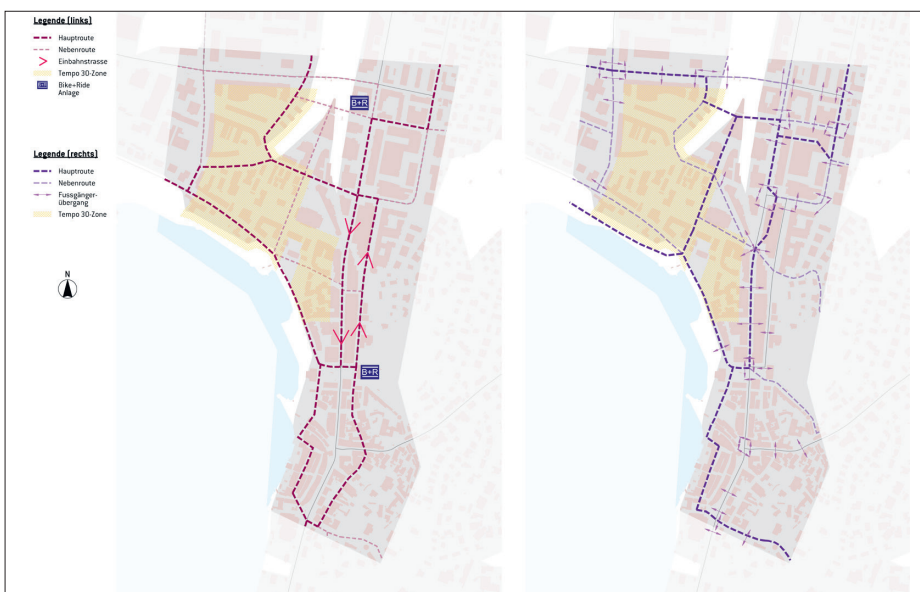 Legende (links)
Hauptroute
Nebenroute
Einbahnstrasse
Tempo 30-Zone
B+R
Bike+Ride
Anlage
Legende (rechts)
Hauptroute
Nebenroute
Fussgänger-
übergang
Tempo 30-Zone
N
B+R
B+R